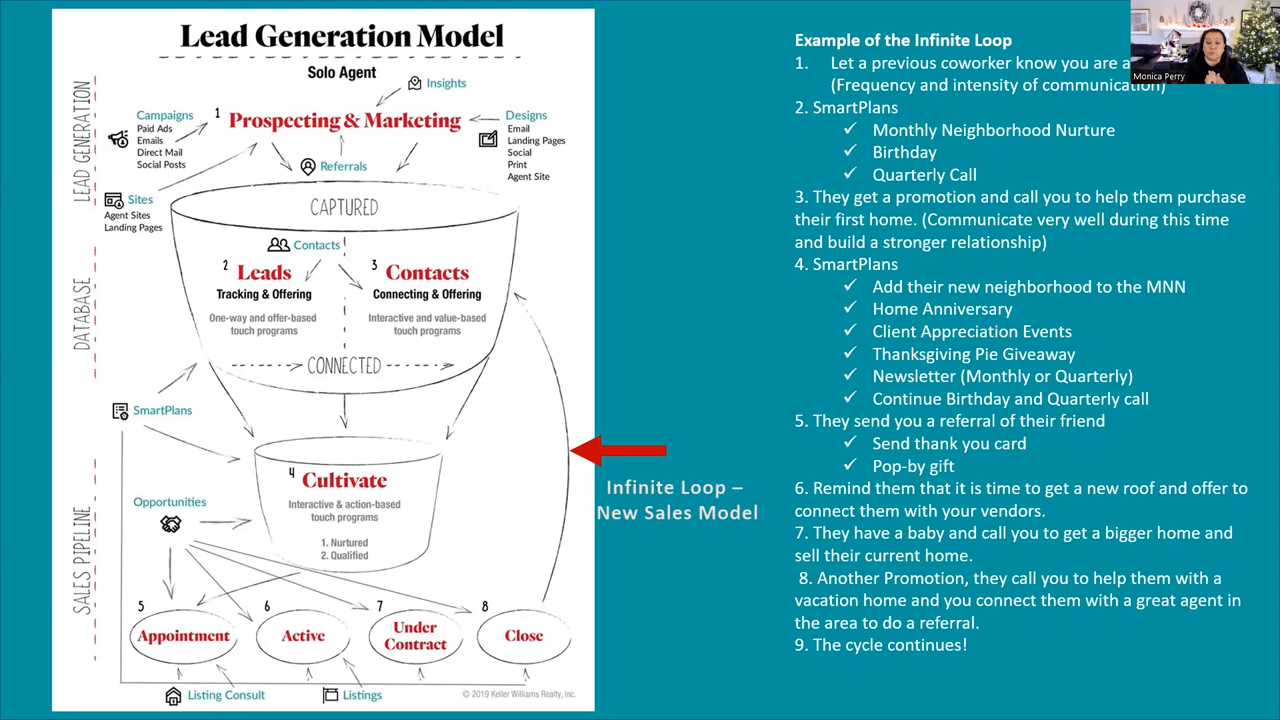 Lead Generation Model
Solo Agent
Insights
LEAD GENERATION
Campaigns
Paid Ads
Emails
Direct Mail
Social Posts
1 Prospecting & Marketing
Designs
Email
Landing Pages
Social
Print
Agent Site
Referrals
Sites
Agent Sites
Landing Pages
CAPTURED
Contacts
DATABASE
2 Leads
Tracking & Offering
One-way and offer-based
touch programs
3 Contacts
Connecting & Offering
Interactive and value-based
touch programs
CONNECTED
SmartPlans
SALES PIPELINE
4 Cultivate
Interactive & action-based
touch programs
1. Nurtured
2. Qualified
Opportunities
5 Appointment
6 Active
7 Under
Contract
8 Close
Listing Consult
Listings
© 2019 Keller Williams Realty, Inc.
Infinite Loop –
New Sales Model
Example of the Infinite Loop
1. Let a previous coworker know you are a
(Frequency and intensity of communication)
2. SmartPlans
✓ Monthly Neighborhood Nurture
✓ Birthday
✓ Quarterly Call
3. They get a promotion and call you to help them purchase
their first home. (Communicate very well during this time
and build a stronger relationship)
4. SmartPlans
✓ Add their new neighborhood to the MNN
✓ Home Anniversary
✓ Client Appreciation Events
✓ Thanksgiving Pie Giveaway
✓ Newsletter (Monthly or Quarterly)
✓ Continue Birthday and Quarterly call
5. They send you a referral of their friend
✓ Send thank you card
✓ Pop-by gift
6. Remind them that it is time to get a new roof and offer to
connect them with your vendors.
7. They have a baby and call you to get a bigger home and
sell their current home.
8. Another Promotion, they call you to help them with a
vacation home and you connect them with a great agent in
the area to do a referral.
9. The cycle continues!
Monica Perry